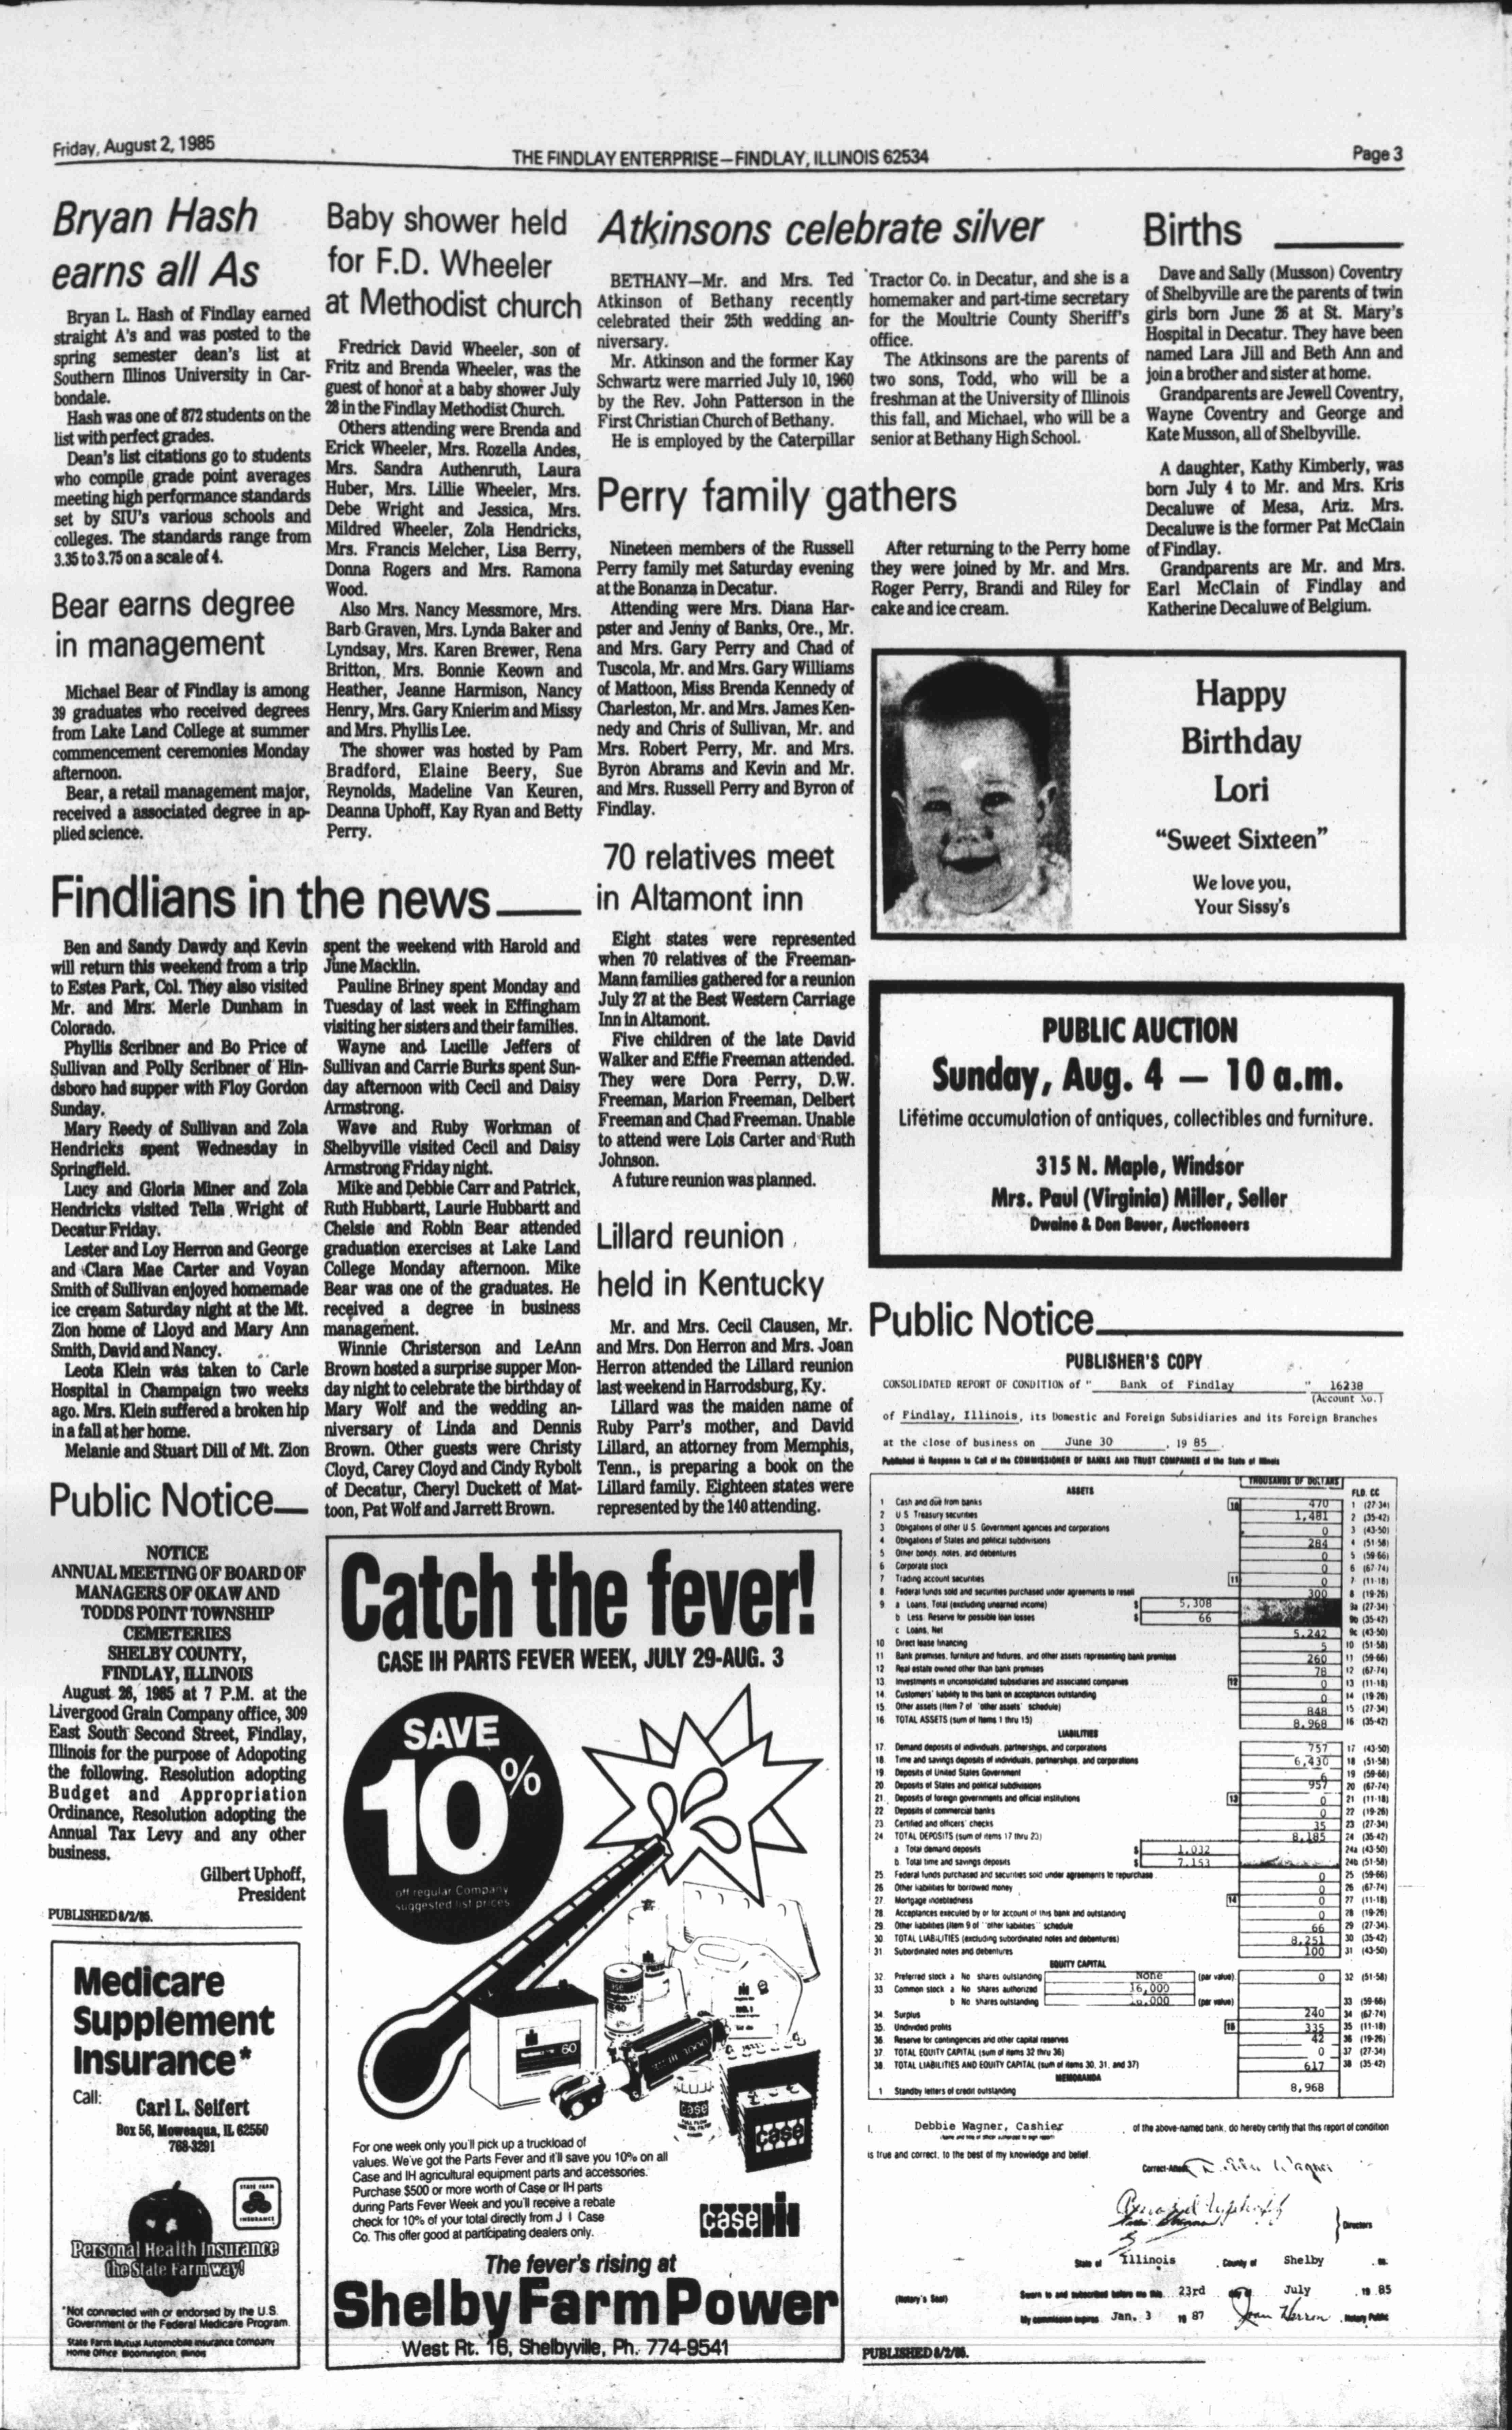 Friday, August 2, 1985
THE FINDLAY ENTERPRISE—FINDLAY, ILLINOIS 62534
Page 3
Bryan Hash
earns all As
Bryan L. Hash of Findlay earned
straight A's and was posted to the
spring semester dean's list at
Southern Illinos University in Car-
bondale.
Hash was one of 872 students on the
list with perfect grades.
Dean's list citations go to students
who compile grade point averages
meeting high performance standards
set by SIU's various schools and
colleges. The standards range from
3.35 to 3.75 on a scale of 4.
Bear earns degree
in management
Michael Bear of Findlay is among
39 graduates who received degrees
from Lake Land College at summer
commencement ceremonies Monday
afternoon.
Bear, a retail management major,
received a associated degree in ap-
plied science.
Baby shower held
for F.D. Wheeler
at Methodist church
Fredrick David Wheeler, son of
Fritz and Brenda Wheeler, was the
guest of honor at a baby shower July
28 in the Findlay Methodist Church.
Others attending were Brenda and
Erick Wheeler, Mrs. Rozella Andes,
Mrs. Sandra Authenruth, Laura
Huber, Mrs. Lillie Wheeler, Mrs.
Debe Wright and Jessica, Mrs.
Mildred Wheeler, Zola Hendricks,
Mrs. Francis Melcher, Lisa Berry,
Donna Rogers and Mrs. Ramona
Wood.
Also Mrs. Nancy Messmore, Mrs.
Barb Graven, Mrs. Lynda Baker and
Lyndsay, Mrs. Karen Brewer, Rena
Britton, Mrs. Bonnie Keown and
Heather, Jeanne Harmison, Nancy
Henry, Mrs. Gary Knierim and Missy
and Mrs. Phyllis Lee.
The shower was hosted by Pam
Bradford, Elaine Beery, Sue
Reynolds, Madeline Van Keuren,
Deanna Uphoff, Kay Ryan and Betty
Perry.
Atkinsons celebrate silver
BETHANY—Mr. and Mrs. Ted
Atkinson of Bethany recently
celebrated their 25th wedding an-
niversary.
Mr. Atkinson and the former Kay
Schwartz were married July 10, 1960
by the Rev. John Patterson in the
First Christian Church of Bethany.
He is employed by the Caterpillar
Tractor Co. in Decatur, and she is a
homemaker and part-time secretary
for the Moultrie County Sheriff's
office.
The Atkinsons are the parents of
two sons, Todd, who will be a
freshman at the University of Illinois
this fall, and Michael, who will be a
senior at Bethany High School.
Perry family gathers
Nineteen members of the Russell
Perry family met Saturday evening
at the Bonanza in Decatur.
Attending were Mrs. Diana Har-
pster and Jenny of Banks, Ore., Mr.
and Mrs. Gary Perry and Chad of
Tuscola, Mr. and Mrs. Gary Williams
of Mattoon, Miss Brenda Kennedy of
Charleston, Mr. and Mrs. James Ken-
nedy and Chris of Sullivan, Mr. and
Mrs. Robert Perry, Mr. and Mrs.
Byron Abrams and Kevin and Mr.
and Mrs. Russell Perry and Byron of
Findlay.
After returning to the Perry home
they were joined by Mr. and Mrs.
Roger Perry, Brandi and Riley for
cake and ice cream.
Births
Dave and Sally (Musson) Coventry
of Shelbyville are the parents of twin
girls born June 26 at St. Mary's
Hospital in Decatur. They have been
named Lara Jill and Beth Ann and
join a brother and sister at home.
Grandparents are Jewell Coventry,
Wayne Coventry and George and
Kate Musson, all of Shelbyville.
A daughter, Kathy Kimberly, was
born July 4 to Mr. and Mrs. Kris
Decaluwe of Mesa, Ariz. Mrs.
Decaluwe is the former Pat McClain
of Findlay.
Grandparents are Mr. and Mrs.
Earl McClain of Findlay and
Katherine Decaluwe of Belgium.
Happy
Birthday
Lori
"Sweet Sixteen"
We love you,
Your Sissy's
PUBLIC AUCTION
Sunday, Aug. 4 — 10 a.m.
Lifetime accumulation of antiques, collectibles and furniture.
315 N. Maple, Windsor
Mrs. Paul (Virginia) Miller, Seller
Dwaine & Don Bauer, Auctioneers
Findlians in the news
Ben and Sandy Dawdy and Kevin
will return this weekend from a trip
to Estes Park, Col. They also visited
Mr. and Mrs. Merle Dunham in
Colorado.
Phyllis Scribner and Bo Price of
Sullivan and Polly Scribner of Hin-
dsboro had supper with Floy Gordon
Sunday.
Mary Reedy of Sullivan and Zola
Hendricks spent Wednesday in
Springfield.
Lucy and Gloria Miner and Zola
Hendricks visited Tella Wright of
Decatur Friday.
Lester and Loy Herron and George
and Clara Mae Carter and Voyan
Smith of Sullivan enjoyed homemade
ice cream Saturday night at the Mt.
Zion home of Lloyd and Mary Ann
Smith, David and Nancy.
Leota Klein was taken to Carle
Hospital in Champaign two weeks
ago. Mrs. Klein suffered a broken hip
in a fall at her home.
Melanie and Stuart Dill of Mt. Zion
spent the weekend with Harold and
June Macklin.
Pauline Briney spent Monday and
Tuesday of last week in Effingham
visiting her sisters and their families.
Wayne and Lucille Jeffers of
Sullivan and Carrie Burks spent Sun-
day afternoon with Cecil and Daisy
Armstrong.
Wave and Ruby Workman of
Shelbyville visited Cecil and Daisy
Armstrong Friday night.
Mike and Debbie Carr and Patrick,
Ruth Hubbartt, Laurie Hubbartt and
Chelsie and Robin Bear attended
graduation exercises at Lake Land
College Monday afternoon. Mike
Bear was one of the graduates. He
received a degree in business
management.
Winnie Christerson and LeAnn
Brown hosted a surprise supper Mon-
day night to celebrate the birthday of
Mary Wolf and the wedding an-
niversary of Linda and Dennis
Brown. Other guests were Christy
Cloyd, Carey Cloyd and Cindy Rybolt
of Decatur, Cheryl Duckett of Mat-
toon, Pat Wolf and Jarrett Brown.
70 relatives meet
in Altamont inn
Eight states were represented
when 70 relatives of the Freeman-
Mann families gathered for a reunion
July 27 at the Best Western Carriage
Inn in Altamont.
Five children of the late David
Walker and Effie Freeman attended.
They were Dora Perry, D.W.
Freeman, Marion Freeman, Delbert
Freeman and Chad Freeman. Unable
to attend were Lois Carter and Ruth
Johnson.
A future reunion was planned.
Lillard reunion
held in Kentucky
Mr. and Mrs. Cecil Clausen, Mr.
and Mrs. Don Herron and Mrs. Joan
Herron attended the Lillard reunion
last weekend in Harrodsburg, Ky.
Lillard was the maiden name of
Ruby Parr's mother, and David
Lillard, an attorney from Memphis,
Tenn., is preparing a book on the
Lillard family. Eighteen states were
represented by the 140 attending.
Public Notice
NOTICE
ANNUAL MEETING OF BOARD OF
MANAGERS OF OKAW AND
TODDS POINT TOWNSHIP
CEMETERIES
SHELBY COUNTY,
FINDLAY, ILLINOIS
August 26, 1985 at 7 P.M. at the
Livergood Grain Company office, 309
East South Second Street, Findlay,
Illinois for the purpose of Adopoting
the following. Resolution adopting
Budget and Appropriation
Ordinance, Resolution adopting the
Annual Tax Levy and any other
business.
Gilbert Uphoff,
President
PUBLISHED 8/2/85.
Medicare
Supplement
Insurance*
Call:
Carl L. Seifert
Box 56, Moweaqua, IL 62550
768-3291
STATE FARM
INSURANCE
Personal Health Insurance
the State Farm way!
*Not connected with or endorsed by the U.S.
Government or the Federal Medicare Program.
State Farm Mutual Automobile Insurance Company
Home Office Bloomington, Illinois
Catch the fever!
CASE IH PARTS FEVER WEEK, JULY 29-AUG. 3
SAVE
10%
off regular Company
suggested list prices
60
case
case
For one week only you'll pick up a truckload of
values. We've got the Parts Fever and it'll save you 10% on all
Case and IH agricultural equipment parts and accessories.
Purchase $500 or more worth of Case or IH parts
during Parts Fever Week and you'll receive a rebate
check for 10% of your total directly from J I Case
Co. This offer good at participating dealers only.
case IH
The fever's rising at
Shelby Farm Power
West Rt. 16, Shelbyville, Ph. 774-9541
Public Notice
PUBLISHER'S COPY
CONSOLIDATED REPORT OF CONDITION of " Bank of Findlay " 16238
(Account No.)
of Findlay, Illinois, its Domestic and Foreign Subsidiaries and its Foreign Branches
at the close of business on June 30, 19 85.
Published in Response to Call of the COMMISSIONER OF BANKS AND TRUST COMPANIES of the State of Illinois
THOUSANDS OF DOLLARS
ASSETS FLD. CC
1 Cash and due from banks 10 470 1 (27-34)
2 U.S. Treasury securities 1,481 2 (35-42)
3 Obligations of other U.S. Government agencies and corporations 0 3 (43-50)
4 Obligations of States and political subdivisions 284 4 (51-58)
5 Other bonds, notes, and debentures 0 5 (59-66)
6 Corporate stock 0 6 (67-74)
7 Trading account securities 11 0 7 (11-18)
8 Federal funds sold and securities purchased under agreements to resell 300 8 (19-26)
9 a Loans, Total (excluding unearned income) $ 5,308 9a (27-34)
b Less: Reserve for possible loan losses $ 66 9b (35-42)
c Loans, Net 5,242 9c (43-50)
10 Direct lease financing 5 10 (51-58)
11 Bank premises, furniture and fixtures, and other assets representing bank premises 260 11 (59-66)
12 Real estate owned other than bank premises 78 12 (67-74)
13 Investments in unconsolidated subsidiaries and associated companies 12 0 13 (11-18)
14 Customers' liability to this bank on acceptances outstanding 0 14 (19-26)
15 Other assets (item 7 of "other assets" schedule) 848 15 (27-34)
16 TOTAL ASSETS (sum of items 1 thru 15) 8,968 16 (35-42)
LIABILITIES
17. Demand deposits of individuals, partnerships, and corporations 757 17 (43-50)
18. Time and savings deposits of individuals, partnerships, and corporations 6,430 18 (51-58)
19. Deposits of United States Government 6 19 (59-66)
20. Deposits of States and political subdivisions 957 20 (67-74)
21. Deposits of foreign governments and official institutions 13 0 21 (11-18)
22 Deposits of commercial banks 0 22 (19-26)
23 Certified and officers' checks 35 23 (27-34)
24 TOTAL DEPOSITS (sum of items 17 thru 23) 8,185 24 (35-42)
a Total demand deposits $ 1,032 24a (43-50)
b. Total time and savings deposits $ 7,153 24b (51-58)
25. Federal funds purchased and securities sold under agreements to repurchase 0 25 (59-66)
26 Other liabilities for borrowed money 0 26 (67-74)
27. Mortgage indebtedness 14 0 27 (11-18)
28. Acceptances executed by or for account of this bank and outstanding 0 28 (19-26)
29. Other liabilities (item 9 of "other liabilities" schedule 66 29 (27-34)
30 TOTAL LIABILITIES (excluding subordinated notes and debentures) 8,251 30 (35-42)
31 Subordinated notes and debentures 100 31 (43-50)
EQUITY CAPITAL
32 Preferred stock a No shares outstanding None (par value) 0 32 (51-58)
33 Common stock a No shares authorized 16,000
b No shares outstanding 16,000 (par value) 33 (59-66)
34 Surplus 240 34 (67-74)
35. Undivided profits 15 335 35 (11-18)
36. Reserve for contingencies and other capital reserves 42 36 (19-26)
37. TOTAL EQUITY CAPITAL (sum of items 32 thru 36) 0 37 (27-34)
38. TOTAL LIABILITIES AND EQUITY CAPITAL (sum of items 30, 31, and 37) 617 38 (35-42)
MEMORANDA
1 Standby letters of credit outstanding 8,968
I, Debbie Wagner, Cashier of the above-named bank, do hereby certify that this report of condition
is true and correct, to the best of my knowledge and belief.
Correct-Attest: Debbie Wagner
Directors
State of Illinois, County of Shelby, ss.
(Notary's Seal) Sworn to and subscribed before me this 23rd day July, 19 85
My commission expires Jan. 3 19 87 Joan Herron, Notary Public
PUBLISHED 8/2/85.